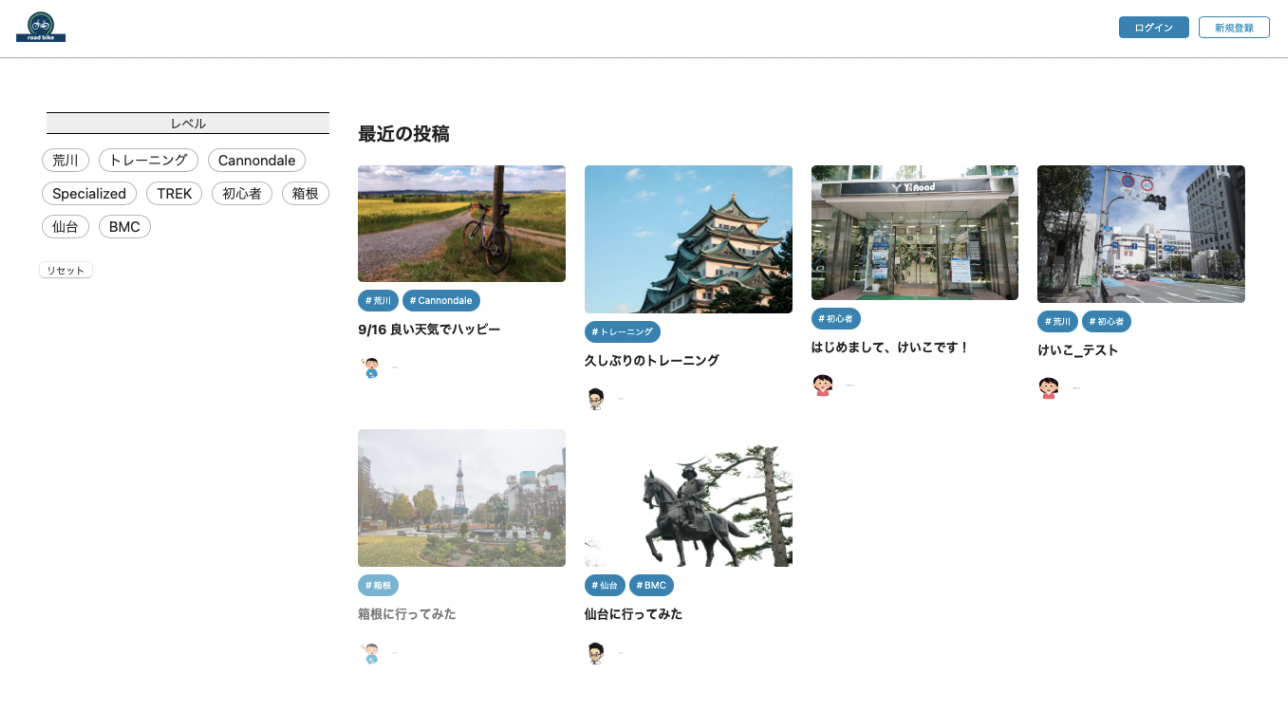 road bike
ログイン
新規登録
レベル
荒川 トレーニング Cannondale
Specialized TREK 初心者 箱根
仙台 BMC
リセット
最近の投稿
Y's Road
# 荒川 # Cannondale
9/16 良い天気でハッピー
# トレーニング
久しぶりのトレーニング
# 初心者
はじめまして、けいこです！
# 荒川 # 初心者
けいこ_テスト
# 箱根
箱根に行ってみた
# 仙台 # BMC
仙台に行ってみた